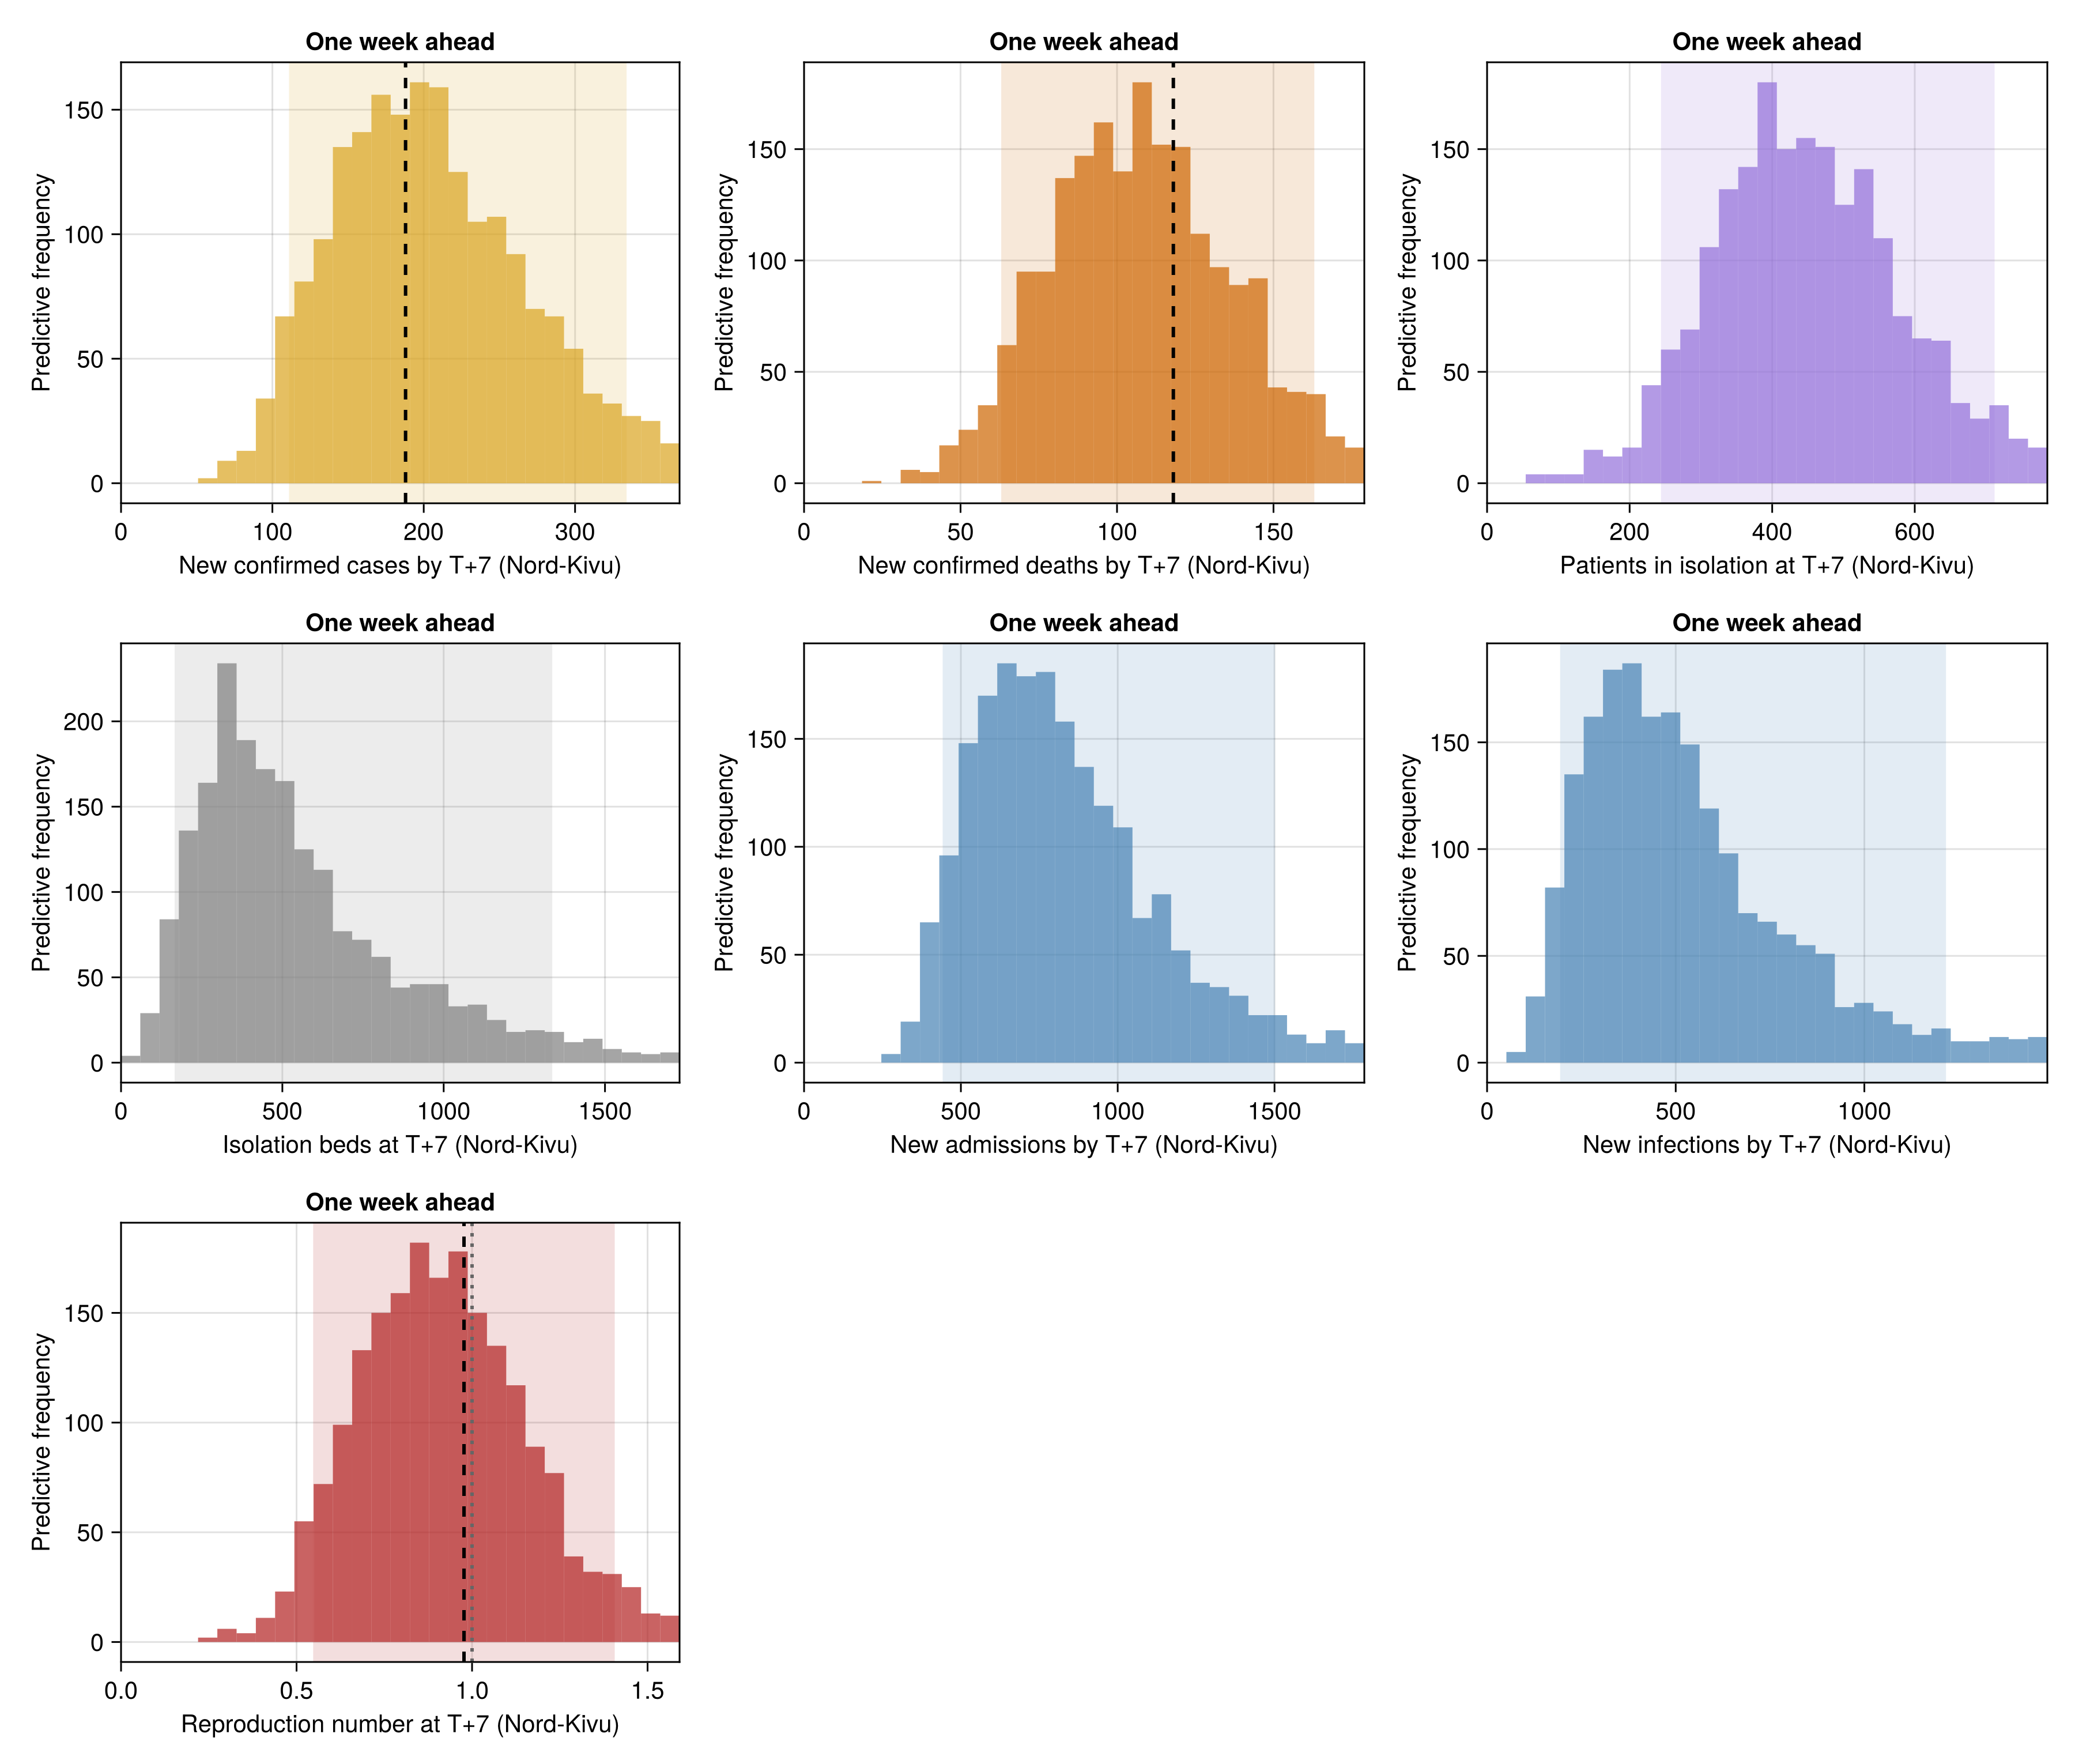 One week ahead
One week ahead
One week ahead
Predictive frequency
150
100
50
0
0
100
200
300
New confirmed cases by T+7 (Nord-Kivu)
Predictive frequency
150
100
50
0
0
50
100
150
New confirmed deaths by T+7 (Nord-Kivu)
Predictive frequency
150
100
50
0
0
200
400
600
Patients in isolation at T+7 (Nord-Kivu)
One week ahead
One week ahead
One week ahead
Predictive frequency
200
150
100
50
0
0
500
1000
1500
Isolation beds at T+7 (Nord-Kivu)
Predictive frequency
150
100
50
0
0
500
1000
1500
New admissions by T+7 (Nord-Kivu)
Predictive frequency
150
100
50
0
0
500
1000
New infections by T+7 (Nord-Kivu)
One week ahead
Predictive frequency
150
100
50
0
0.0
0.5
1.0
1.5
Reproduction number at T+7 (Nord-Kivu)